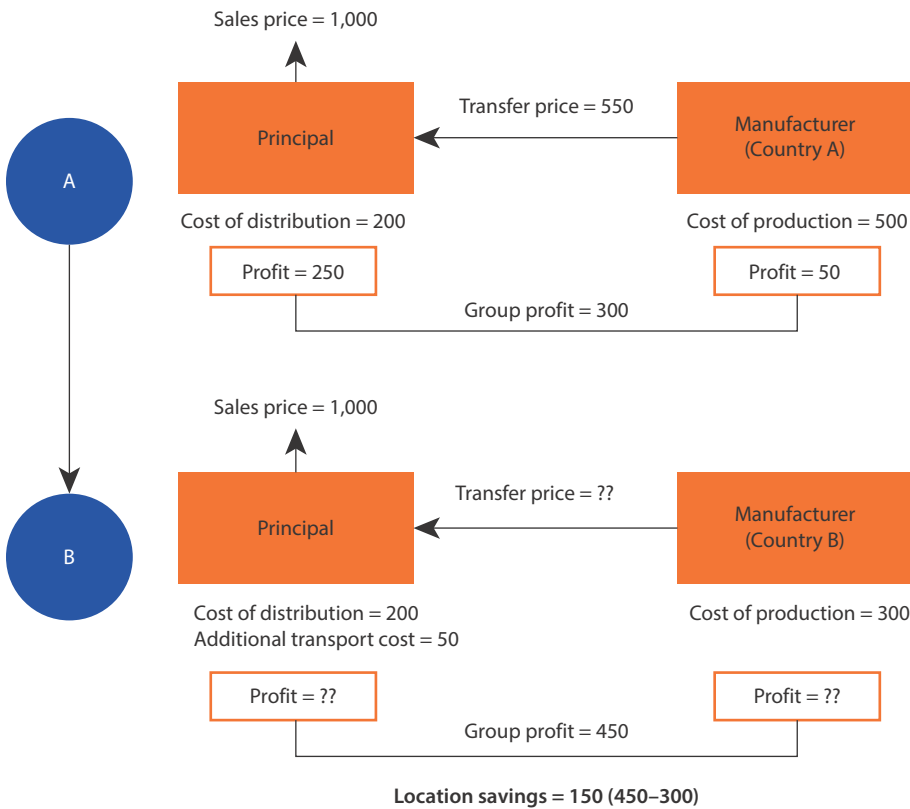 Sales price = 1,000
A
Principal
Transfer price = 550
Manufacturer
(Country A)
Cost of distribution = 200
Cost of production = 500
Profit = 250
Profit = 50
Group profit = 300
Sales price = 1,000
B
Principal
Transfer price = ??
Manufacturer
(Country B)
Cost of distribution = 200
Additional transport cost = 50
Cost of production = 300
Profit = ??
Profit = ??
Group profit = 450
Location savings = 150 (450–300)